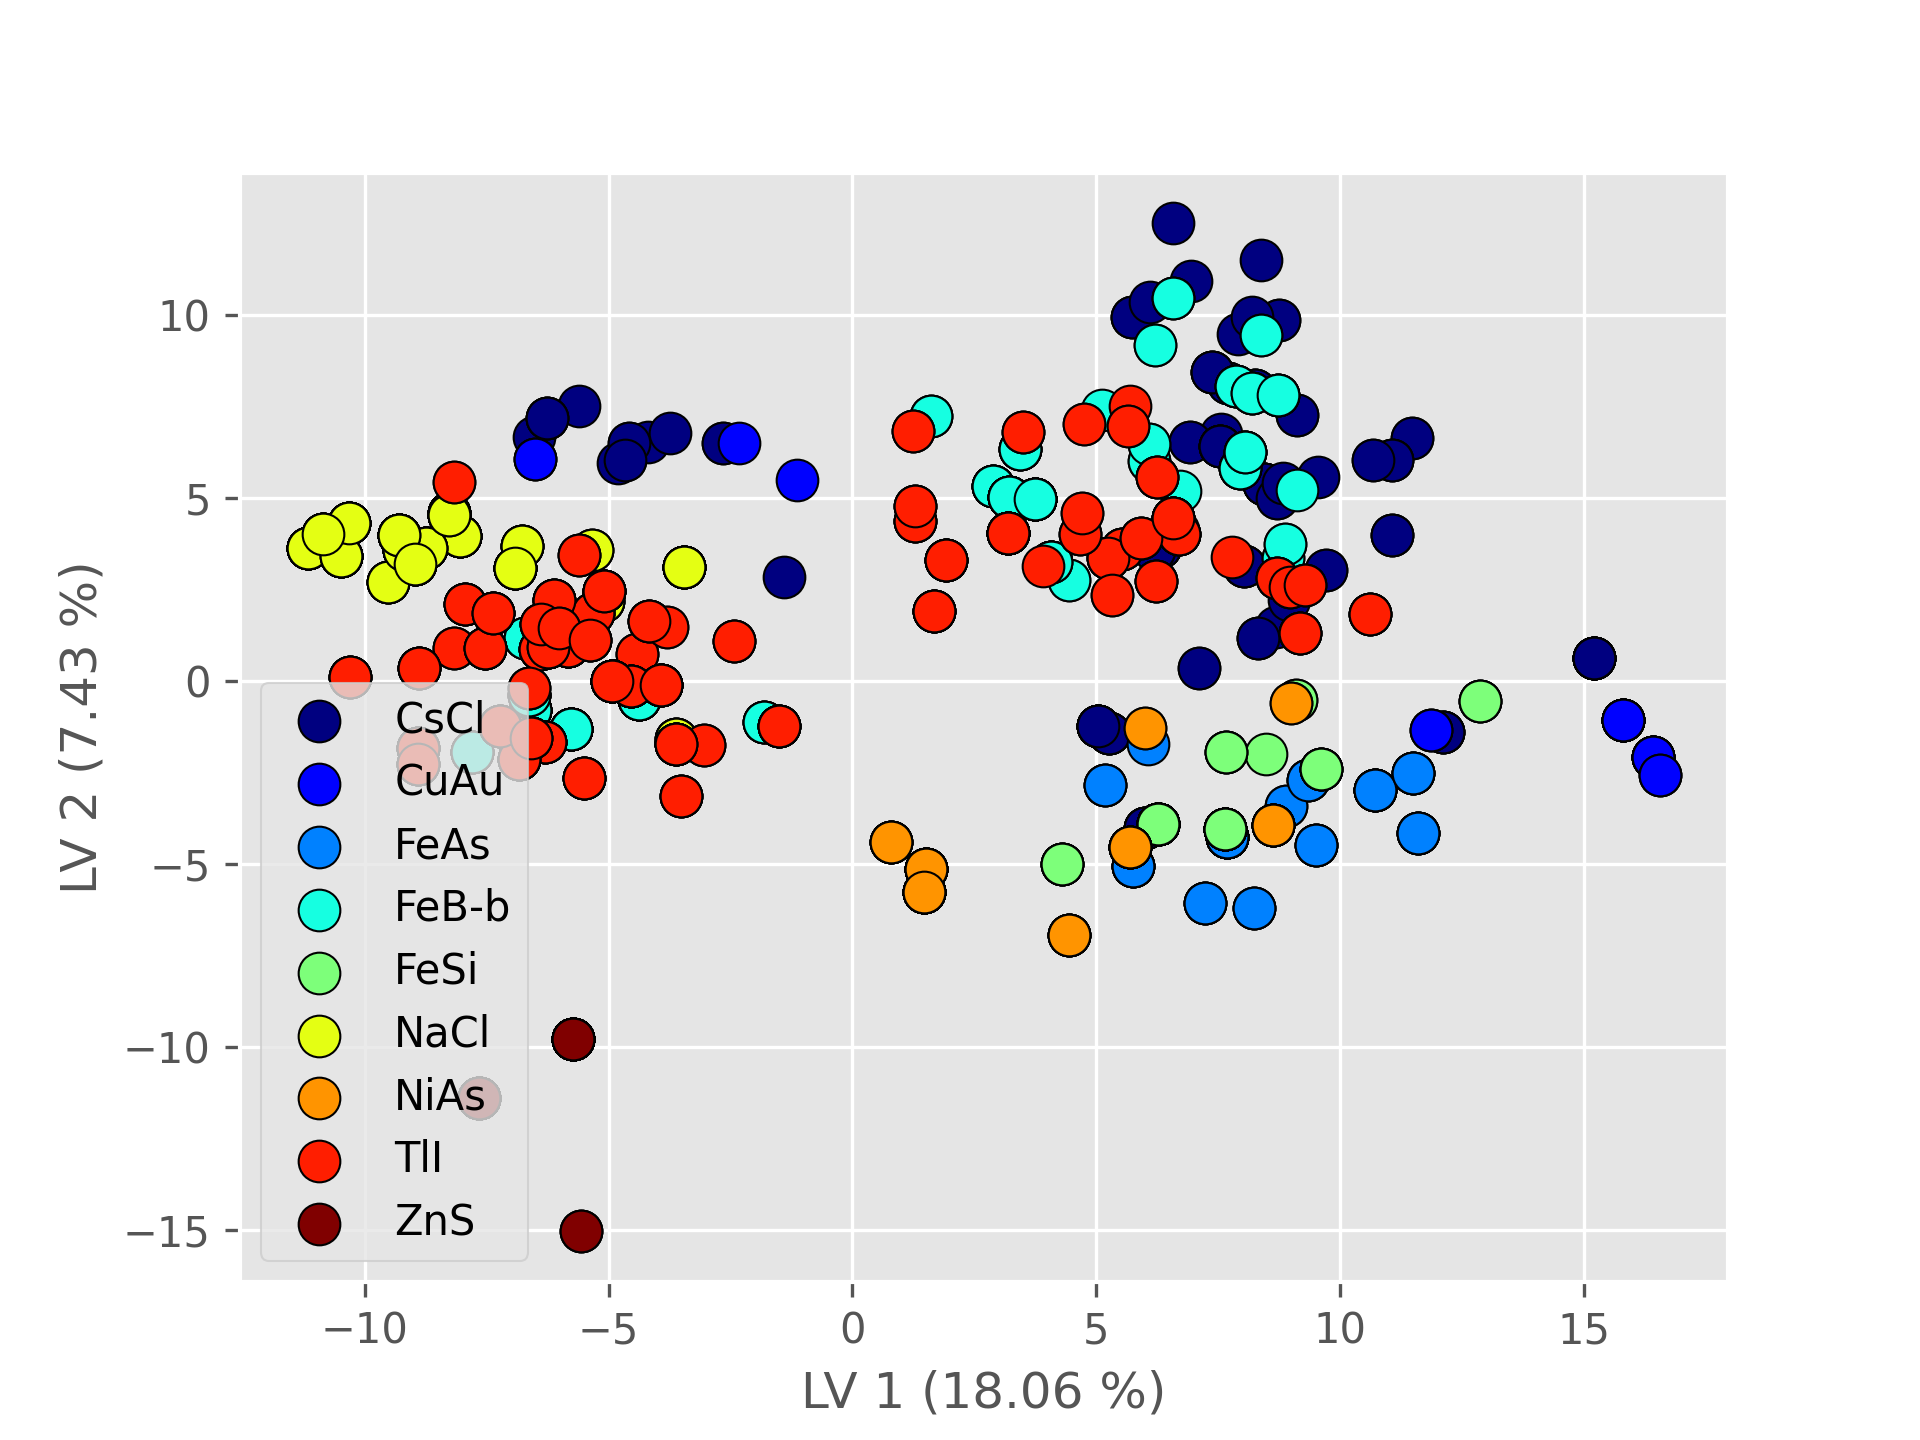 10
5
0
−5
−10
−15
LV 2 (7.43 %)
CsCl
CuAu
FeAs
FeB-b
FeSi
NaCl
NiAs
TlI
ZnS
−10 −5 0 5 10 15
LV 1 (18.06 %)